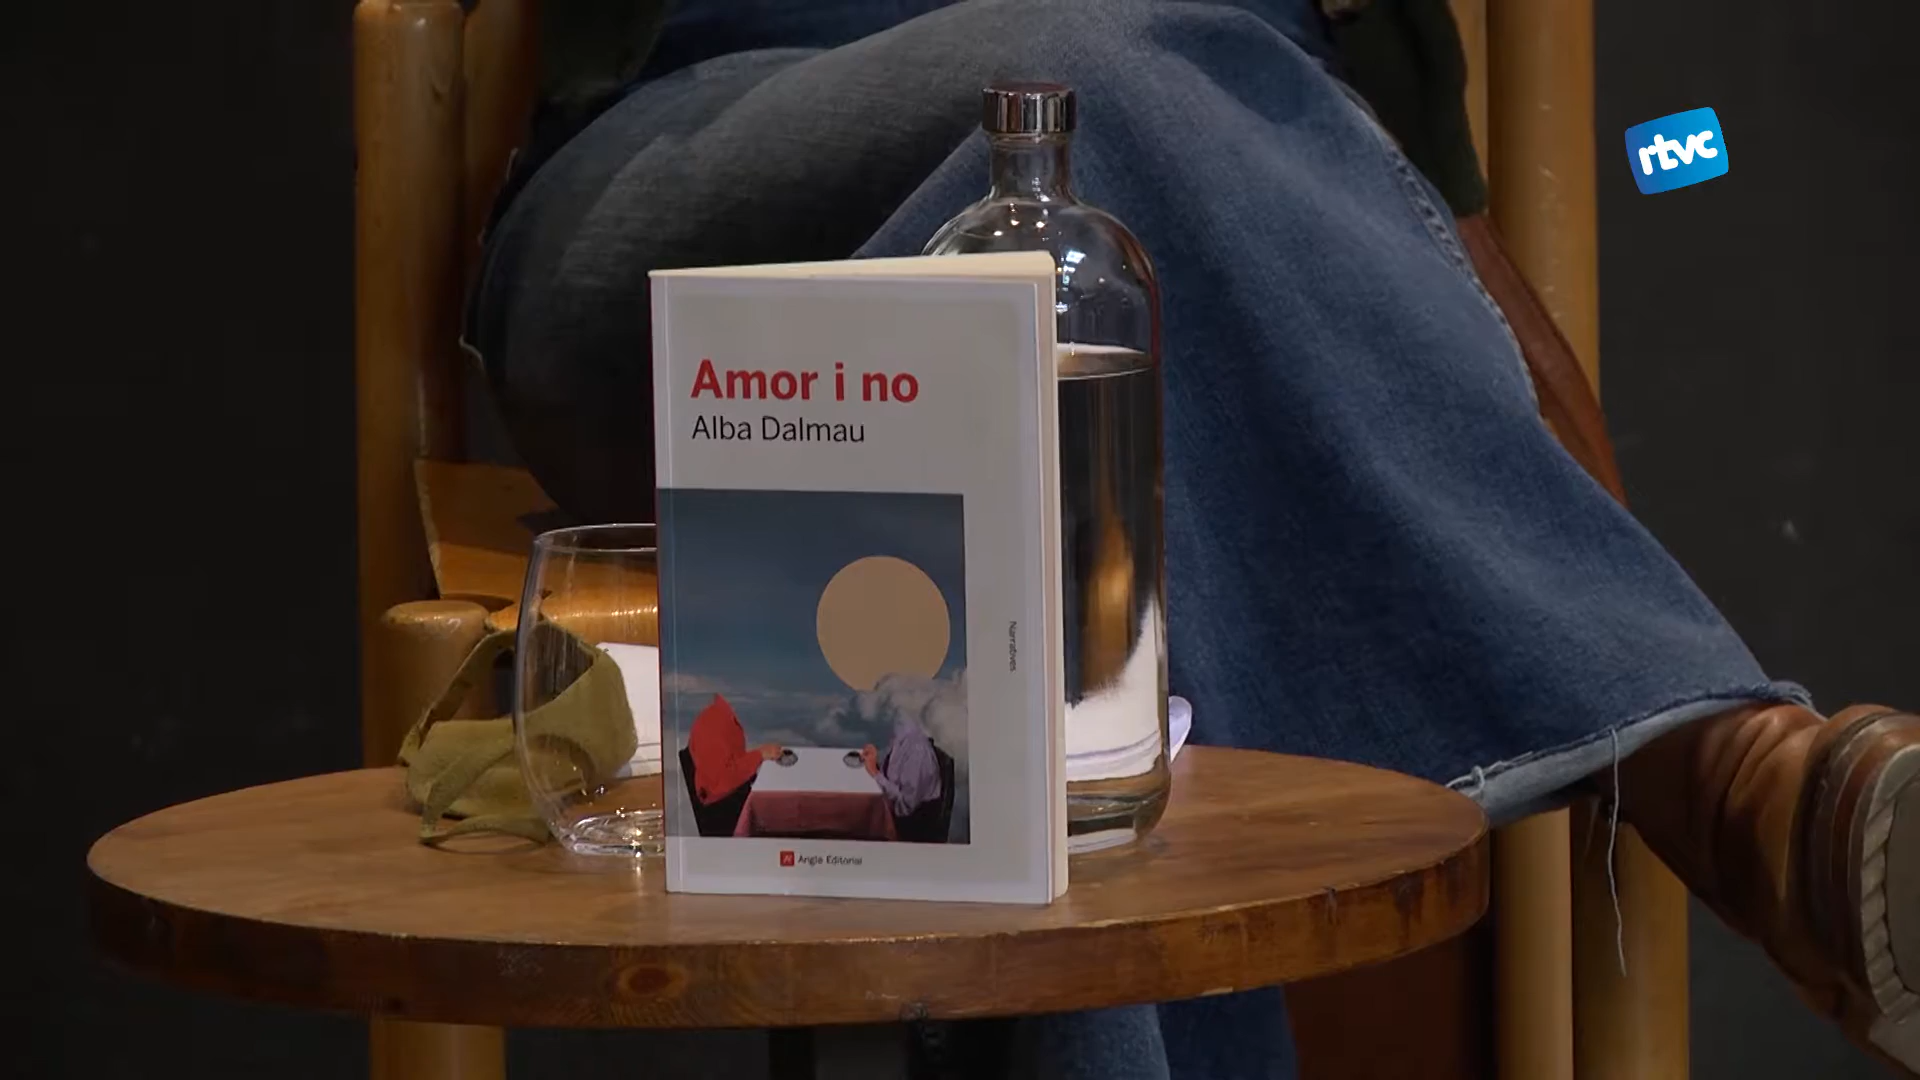 rtvc
Amor i no
Alba Dalmau
Narratives
A
Angle Editorial